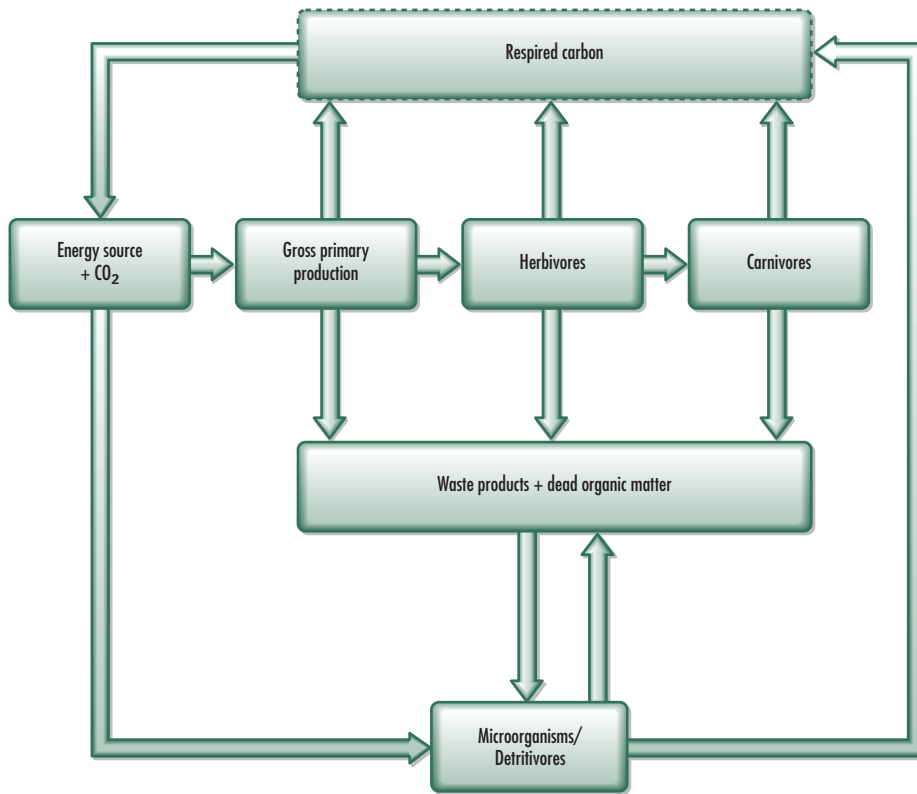 Respired carbon
Energy source
+ CO₂
Gross primary
production
Herbivores
Carnivores
Waste products + dead organic matter
Microorganisms/
Detritivores